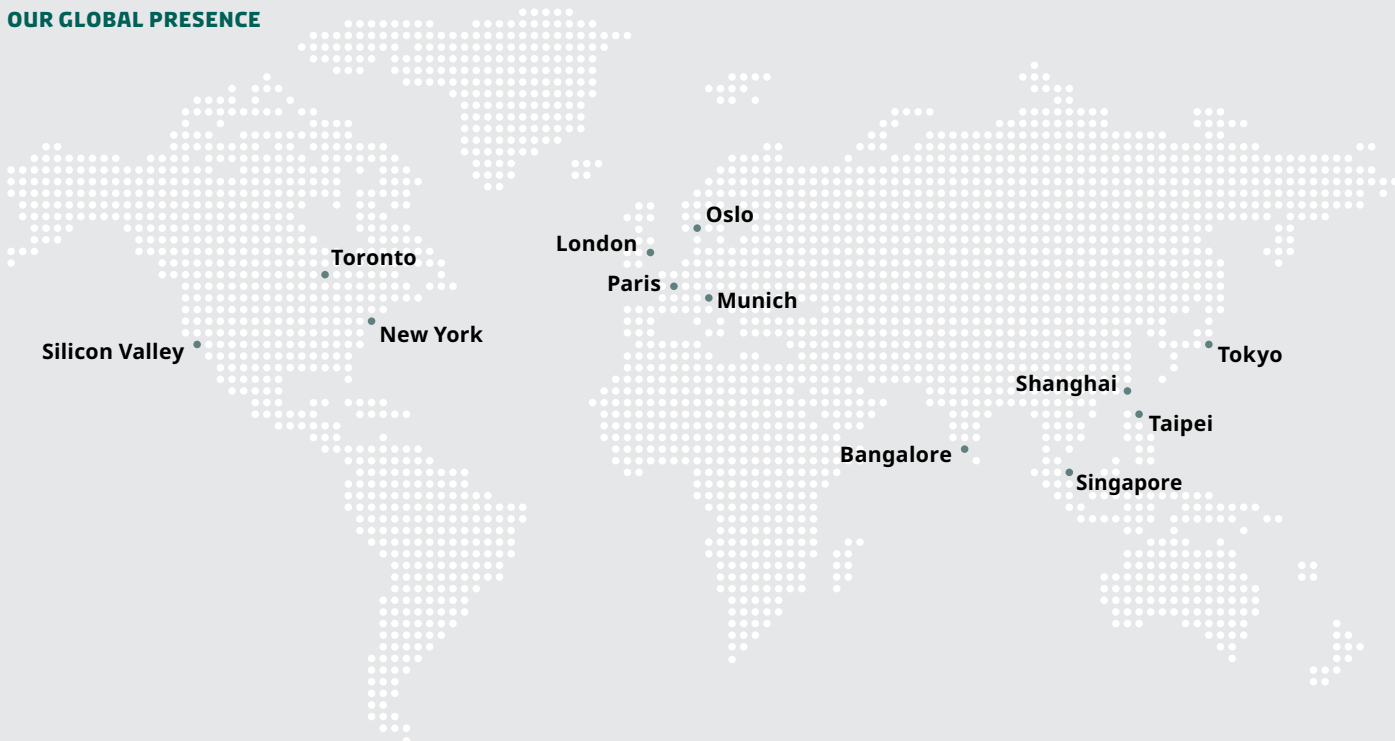 OUR GLOBAL PRESENCE
Oslo
London
Toronto
Paris
Munich
New York
Silicon Valley
Tokyo
Shanghai
Taipei
Bangalore
Singapore